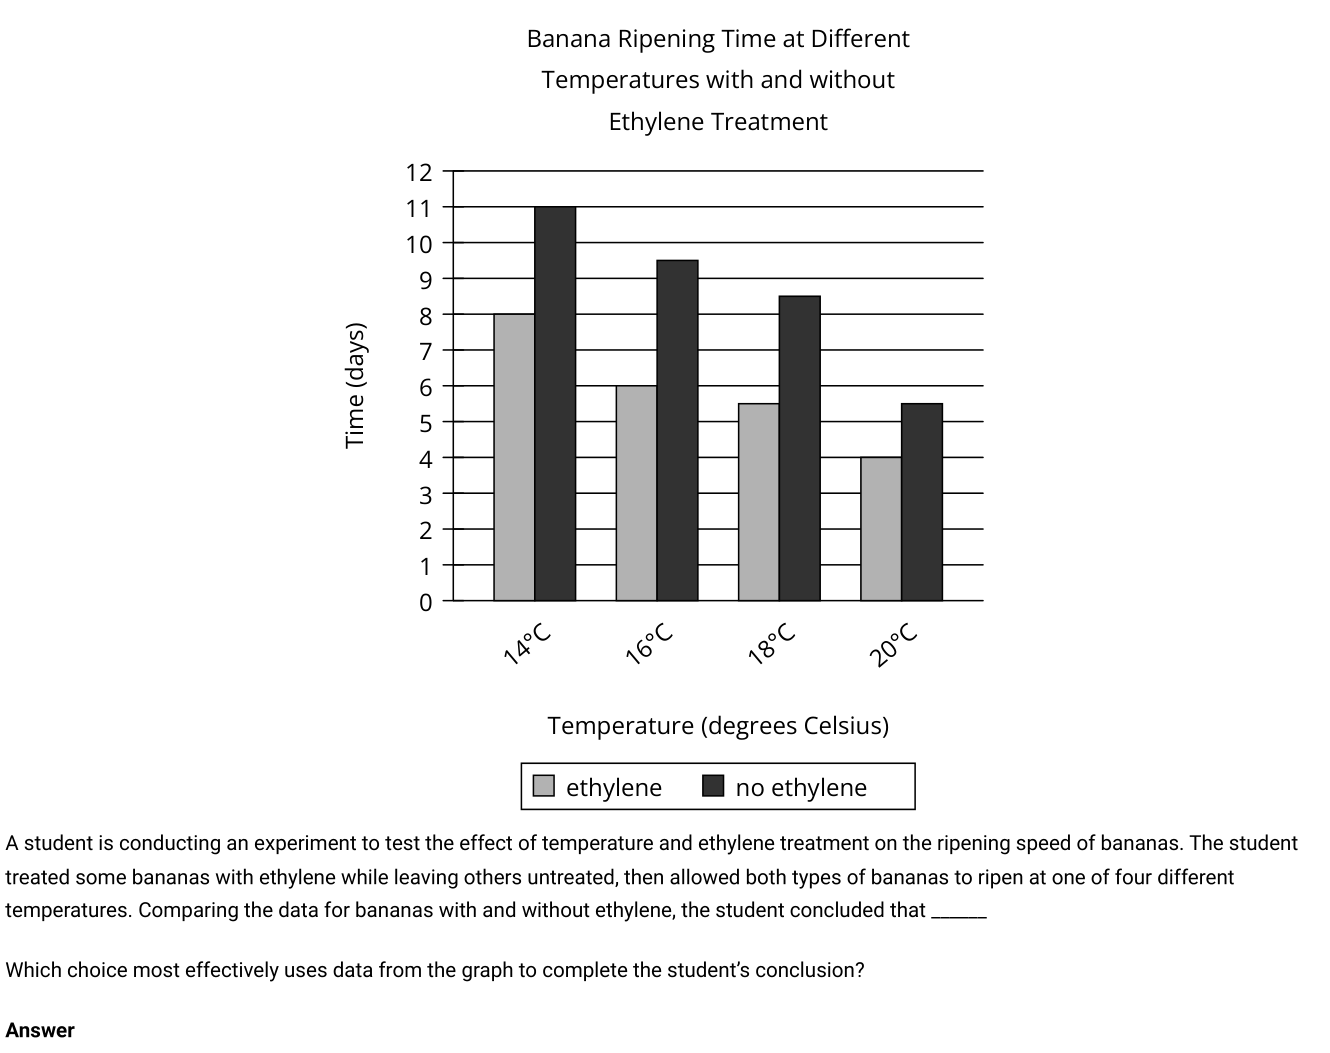 Banana Ripening Time at Different
Temperatures with and without
Ethylene Treatment
12
11
10
9
8
7
6
5
4
3
2
1
0
Time (days)
14°C
16°C
18°C
20°C
Temperature (degrees Celsius)
ethylene
no ethylene
A student is conducting an experiment to test the effect of temperature and ethylene treatment on the ripening speed of bananas. The student
treated some bananas with ethylene while leaving others untreated, then allowed both types of bananas to ripen at one of four different
temperatures. Comparing the data for bananas with and without ethylene, the student concluded that ______
Which choice most effectively uses data from the graph to complete the student’s conclusion?
Answer